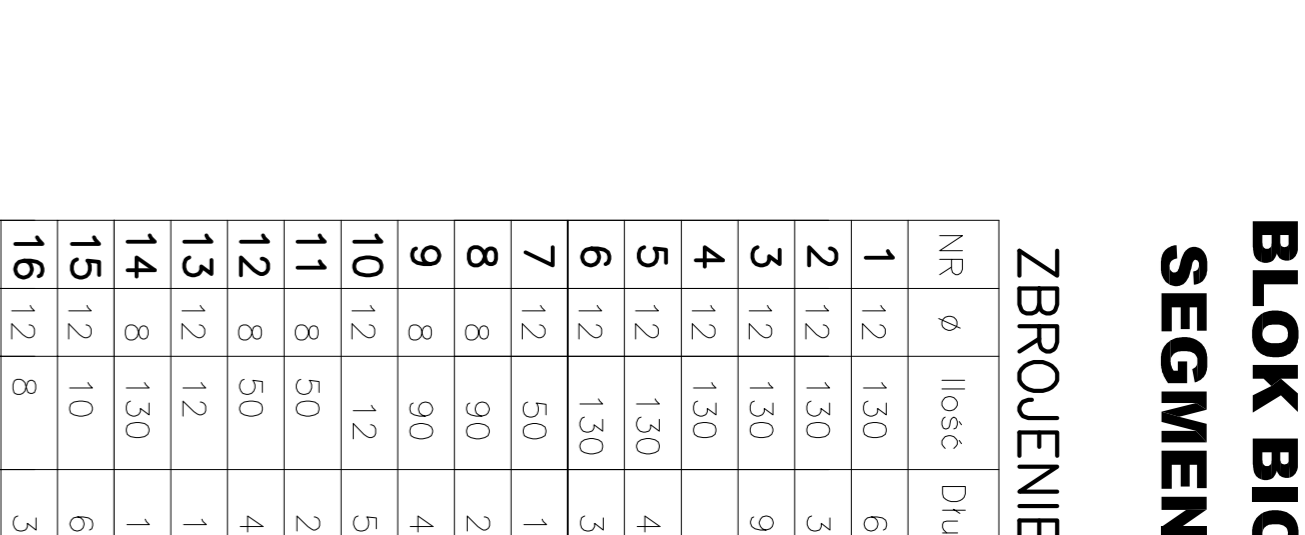 BLOK BIO
SEGMEN
ZBROJENIE
NR ø Ilość Dłu
1 12 130 6
2 12 130 3
3 12 130 9
4 12 130
5 12 130 4
6 12 130 3
7 12 50 1
8 8 90 2
9 8 90 4
10 12 12 5
11 8 50 2
12 8 50 4
13 12 12 1
14 8 130 1
15 12 10 6
16 12 8 3